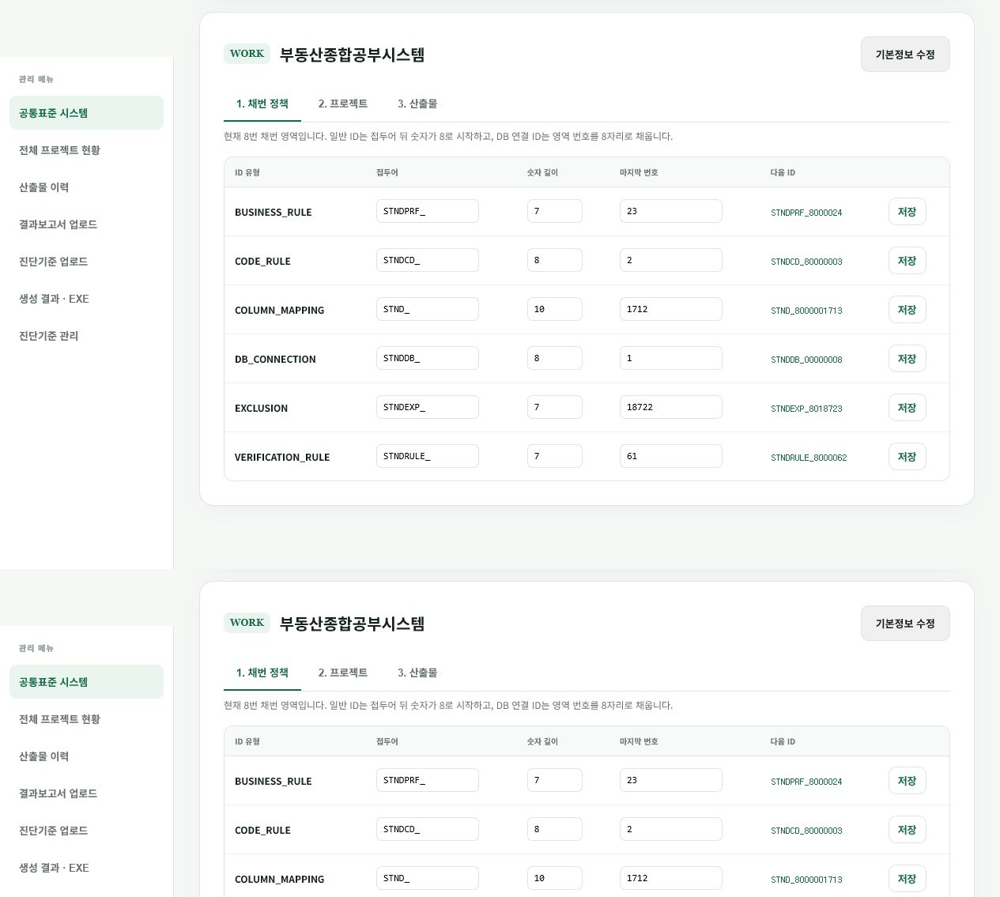 WORK 부동산종합공부시스템
기본정보 수정
관리 메뉴
공통표준 시스템
전체 프로젝트 현황
산출물 이력
결과보고서 업로드
진단기준 업로드
생성 결과 · EXE
진단기준 관리
1. 채번 정책 2. 프로젝트 3. 산출물
현재 8번 채번 영역입니다. 일반 ID는 접두어 뒤 숫자가 8로 시작하고, DB 연결 ID는 영역 번호를 8자리로 채웁니다.
ID 유형 접두어 숫자 길이 마지막 번호 다음 ID
BUSINESS_RULE STNDPRF_ 7 23 STNDPRF_8000024 저장
CODE_RULE STNDCD_ 8 2 STNDCD_80000003 저장
COLUMN_MAPPING STND_ 10 1712 STND_8000001713 저장
DB_CONNECTION STNDDB_ 8 1 STNDDB_00000008 저장
EXCLUSION STNDEXP_ 7 18722 STNDEXP_8018723 저장
VERIFICATION_RULE STNDRULE_ 7 61 STNDRULE_8000062 저장
WORK 부동산종합공부시스템
기본정보 수정
관리 메뉴
공통표준 시스템
전체 프로젝트 현황
산출물 이력
결과보고서 업로드
진단기준 업로드
생성 결과 · EXE
1. 채번 정책 2. 프로젝트 3. 산출물
현재 8번 채번 영역입니다. 일반 ID는 접두어 뒤 숫자가 8로 시작하고, DB 연결 ID는 영역 번호를 8자리로 채웁니다.
ID 유형 접두어 숫자 길이 마지막 번호 다음 ID
BUSINESS_RULE STNDPRF_ 7 23 STNDPRF_8000024 저장
CODE_RULE STNDCD_ 8 2 STNDCD_80000003 저장
COLUMN_MAPPING STND_ 10 1712 STND_8000001713 저장